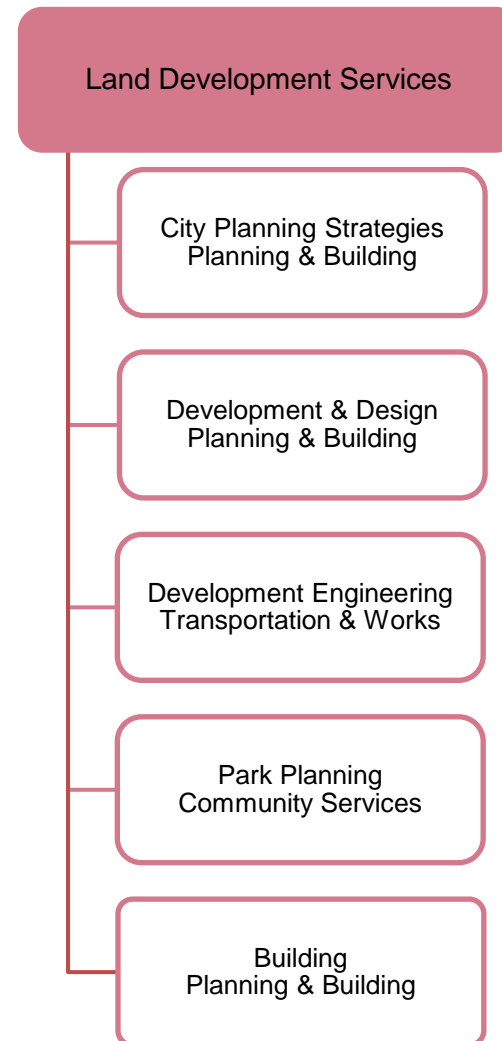 Land Development Services
City Planning Strategies
Planning & Building
Development & Design
Planning & Building
Development Engineering
Transportation & Works
Park Planning
Community Services
Building
Planning & Building